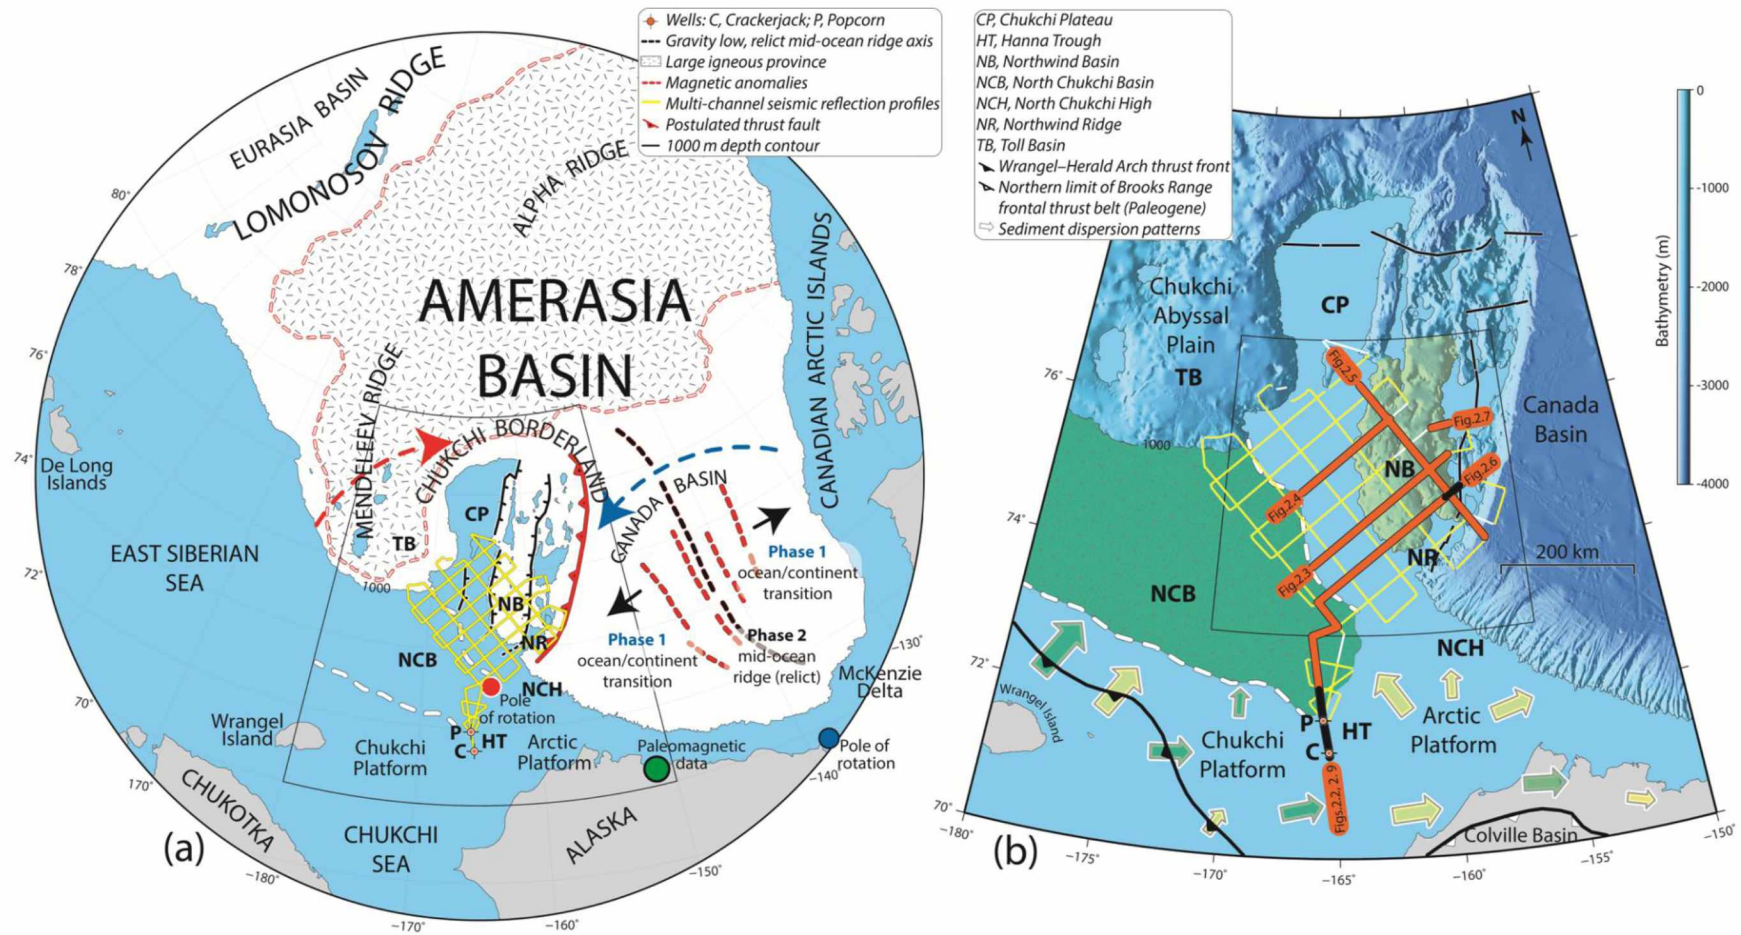 Wells: C, Crackerjack; P, Popcorn
Gravity low, relict mid-ocean ridge axis
Large igneous province
Magnetic anomalies
Multi-channel seismic reflection profiles
Postulated thrust fault
1000 m depth contour
EURASIA BASIN
LOMONOSOV RIDGE
ALPHA RIDGE
AMERASIA
BASIN
CANADIAN ARCTIC ISLANDS
MENDELEEV RIDGE
CHUKCHI BORDERLAND
CANADA BASIN
De Long
Islands
EAST SIBERIAN
SEA
TB
CP
NB
NR
NCB
NCH
1000
Phase 1
ocean/continent
transition
Phase 1
ocean/continent
transition
Phase 2
mid-ocean
ridge (relict)
McKenzie
Delta
Pole
of rotation
Wrangel
Island
P
C
HT
Chukchi
Platform
Arctic
Platform
Paleomagnetic
data
Pole of
rotation
CHUKOTKA
CHUKCHI
SEA
ALASKA
80°
78°
76°
74°
72°
70°
170°
−180°
−170°
−160°
−150°
−140°
−130°
(a)
CP, Chukchi Plateau
HT, Hanna Trough
NB, Northwind Basin
NCB, North Chukchi Basin
NCH, North Chukchi High
NR, Northwind Ridge
TB, Toll Basin
Wrangel–Herald Arch thrust front
Northern limit of Brooks Range
frontal thrust belt (Paleogene)
Sediment dispersion patterns
N
0
-1000
-2000
-3000
-4000
Bathymetry (m)
Chukchi
Abyssal
Plain
TB
CP
Fig.2.5
Fig.2.7
Canada
Basin
1000
NB
Fig.2.6
Fig.2.4
200 km
NR
Fig.2.3
NCB
NCH
Wrangel Island
P
HT
C
Chukchi
Platform
Arctic
Platform
Figs.2.2, 2.9
Colville Basin
76°
74°
72°
70°
−180°
−175°
−170°
−165°
−160°
−155°
−150°
(b)